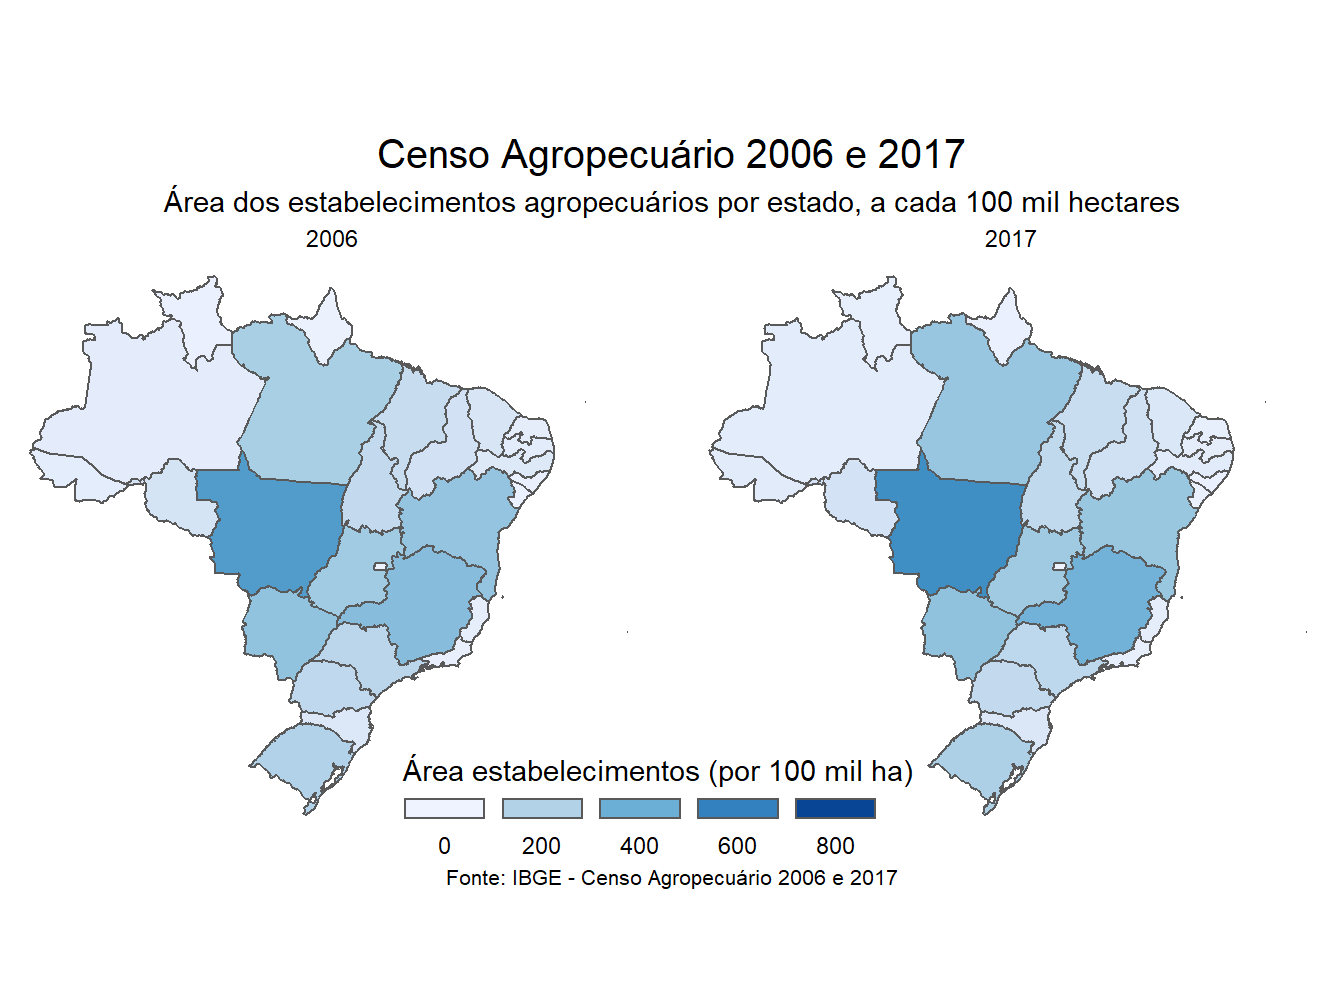 Censo Agropecuário 2006 e 2017
Área dos estabelecimentos agropecuários por estado, a cada 100 mil hectares
2006
2017
Área estabelecimentos (por 100 mil ha)
0 200 400 600 800
Fonte: IBGE - Censo Agropecuário 2006 e 2017